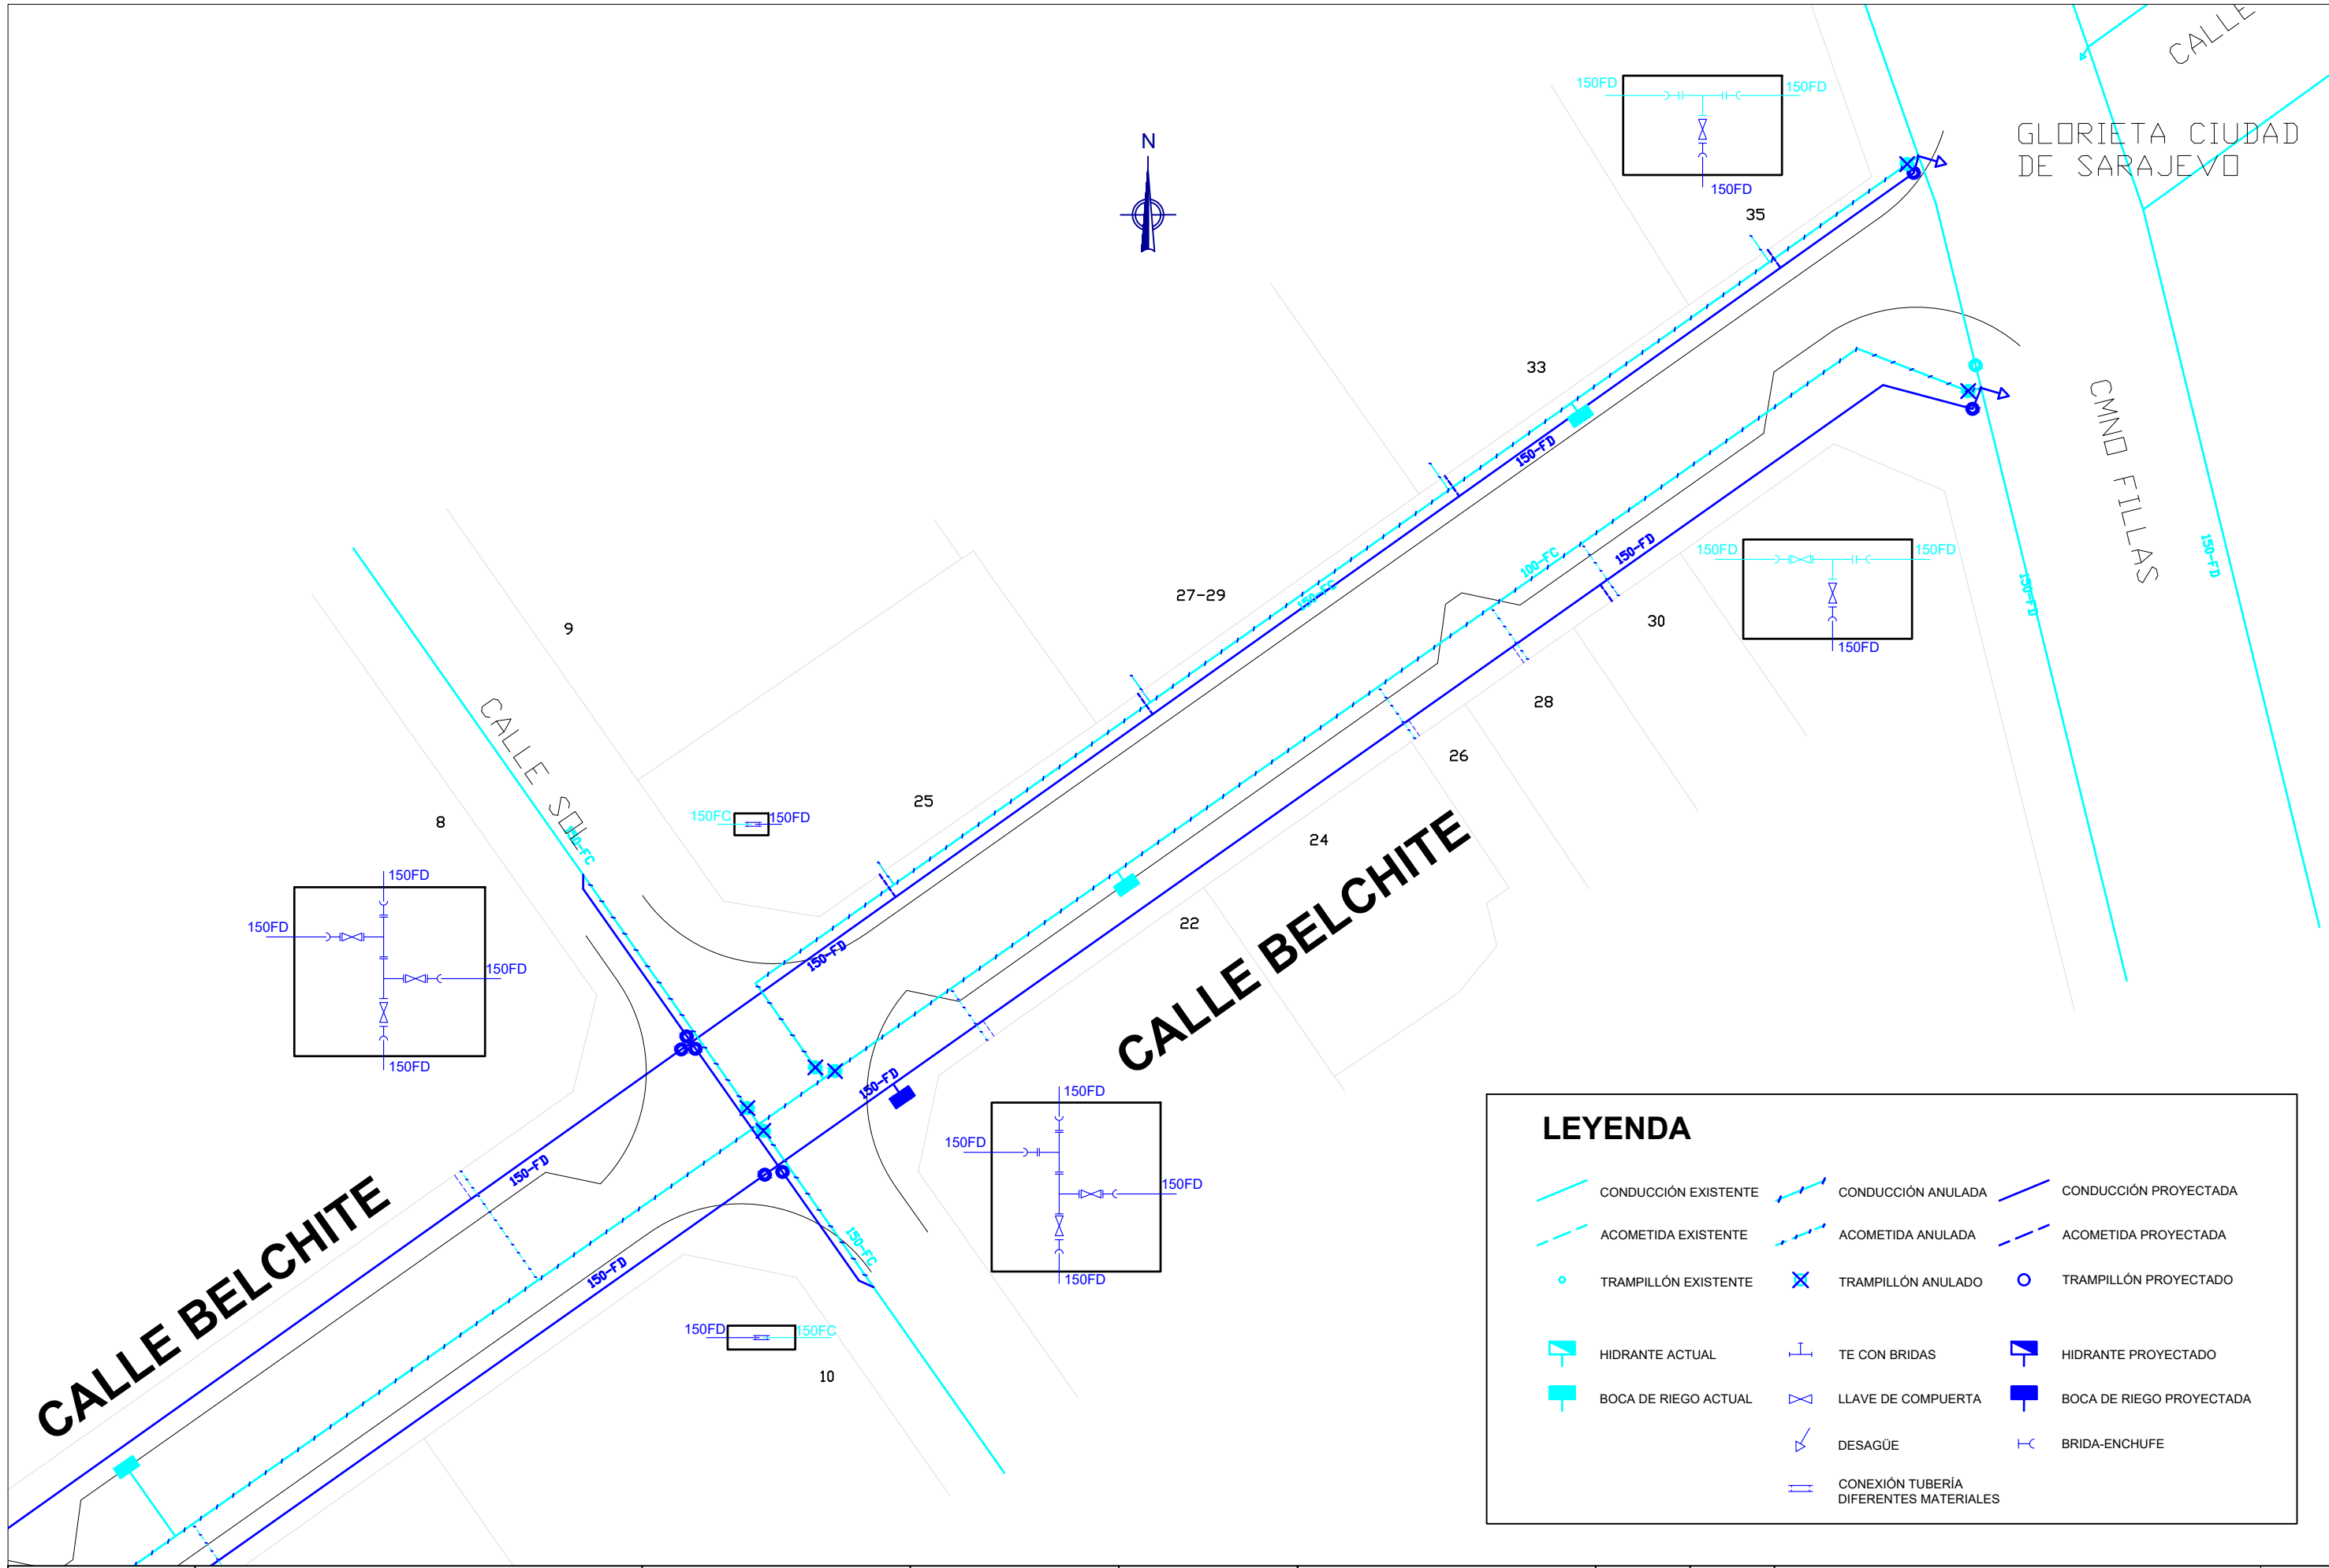 CALLE
150FD
150FD
150FD
GLORIETA CIUDAD
DE SARAJEVO
N
35
33
150-FD
100-FC
150-FD
150FD
150FD
150FD
CMNO FILLAS
150-FD
150-FD
27-29
150-FC
30
28
26
24
22
25
9
8
CALLE SOL
150-FC
150FC
150FD
150FD
150FD
150FD
150FD
150-FD
150-FD
CALLE BELCHITE
150FD
150FD
150FD
150FD
150-FD
150-FD
150-FC
CALLE BELCHITE
150FD
150FC
10
LEYENDA
CONDUCCIÓN EXISTENTE
CONDUCCIÓN ANULADA
CONDUCCIÓN PROYECTADA
ACOMETIDA EXISTENTE
ACOMETIDA ANULADA
ACOMETIDA PROYECTADA
TRAMPILLÓN EXISTENTE
TRAMPILLÓN ANULADO
TRAMPILLÓN PROYECTADO
HIDRANTE ACTUAL
TE CON BRIDAS
HIDRANTE PROYECTADO
BOCA DE RIEGO ACTUAL
LLAVE DE COMPUERTA
BOCA DE RIEGO PROYECTADA
DESAGÜE
BRIDA-ENCHUFE
CONEXIÓN TUBERÍA
DIFERENTES MATERIALES